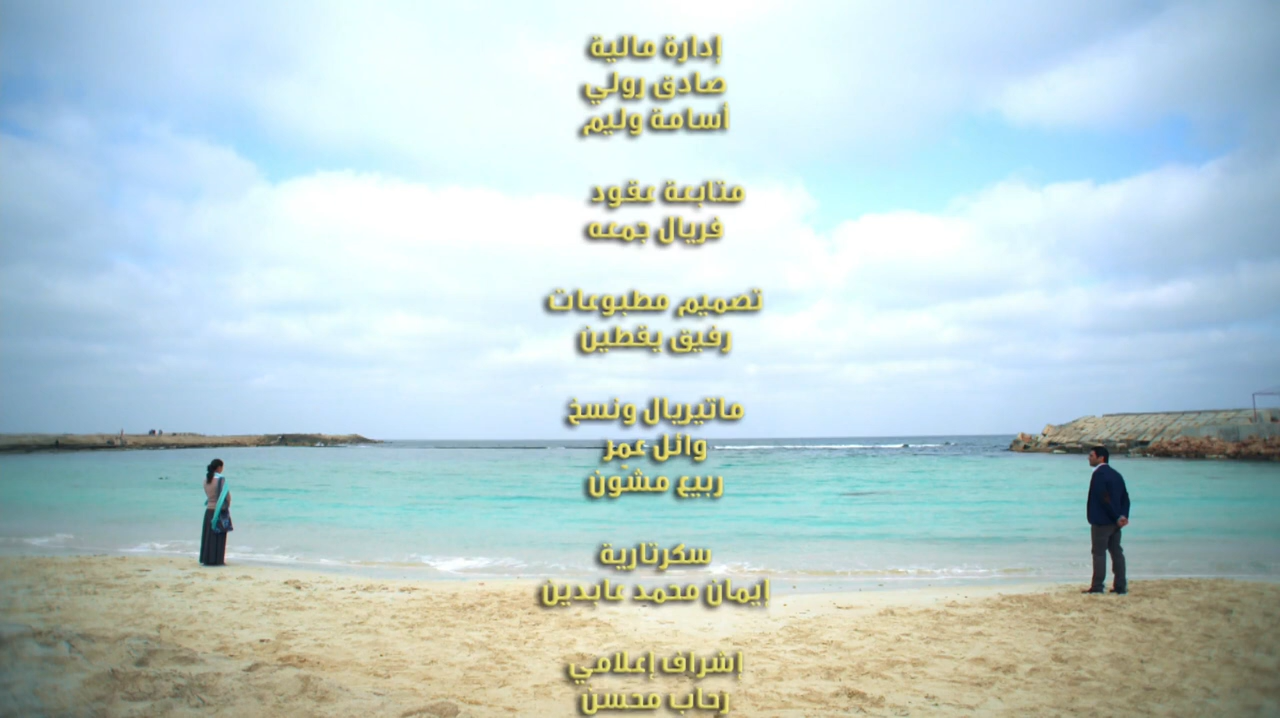 إدارة مالية
صادق رولي
أسامة وليم
متابعة عقود
فريال جمعه
تصميم مطبوعات
رفيق يقطين
ماتيريال ونسخ
وائل عمر
ربيع مشّون
سكرتارية
إيمان محمد عابدين
إشراف إعلامي
رحاب محسن